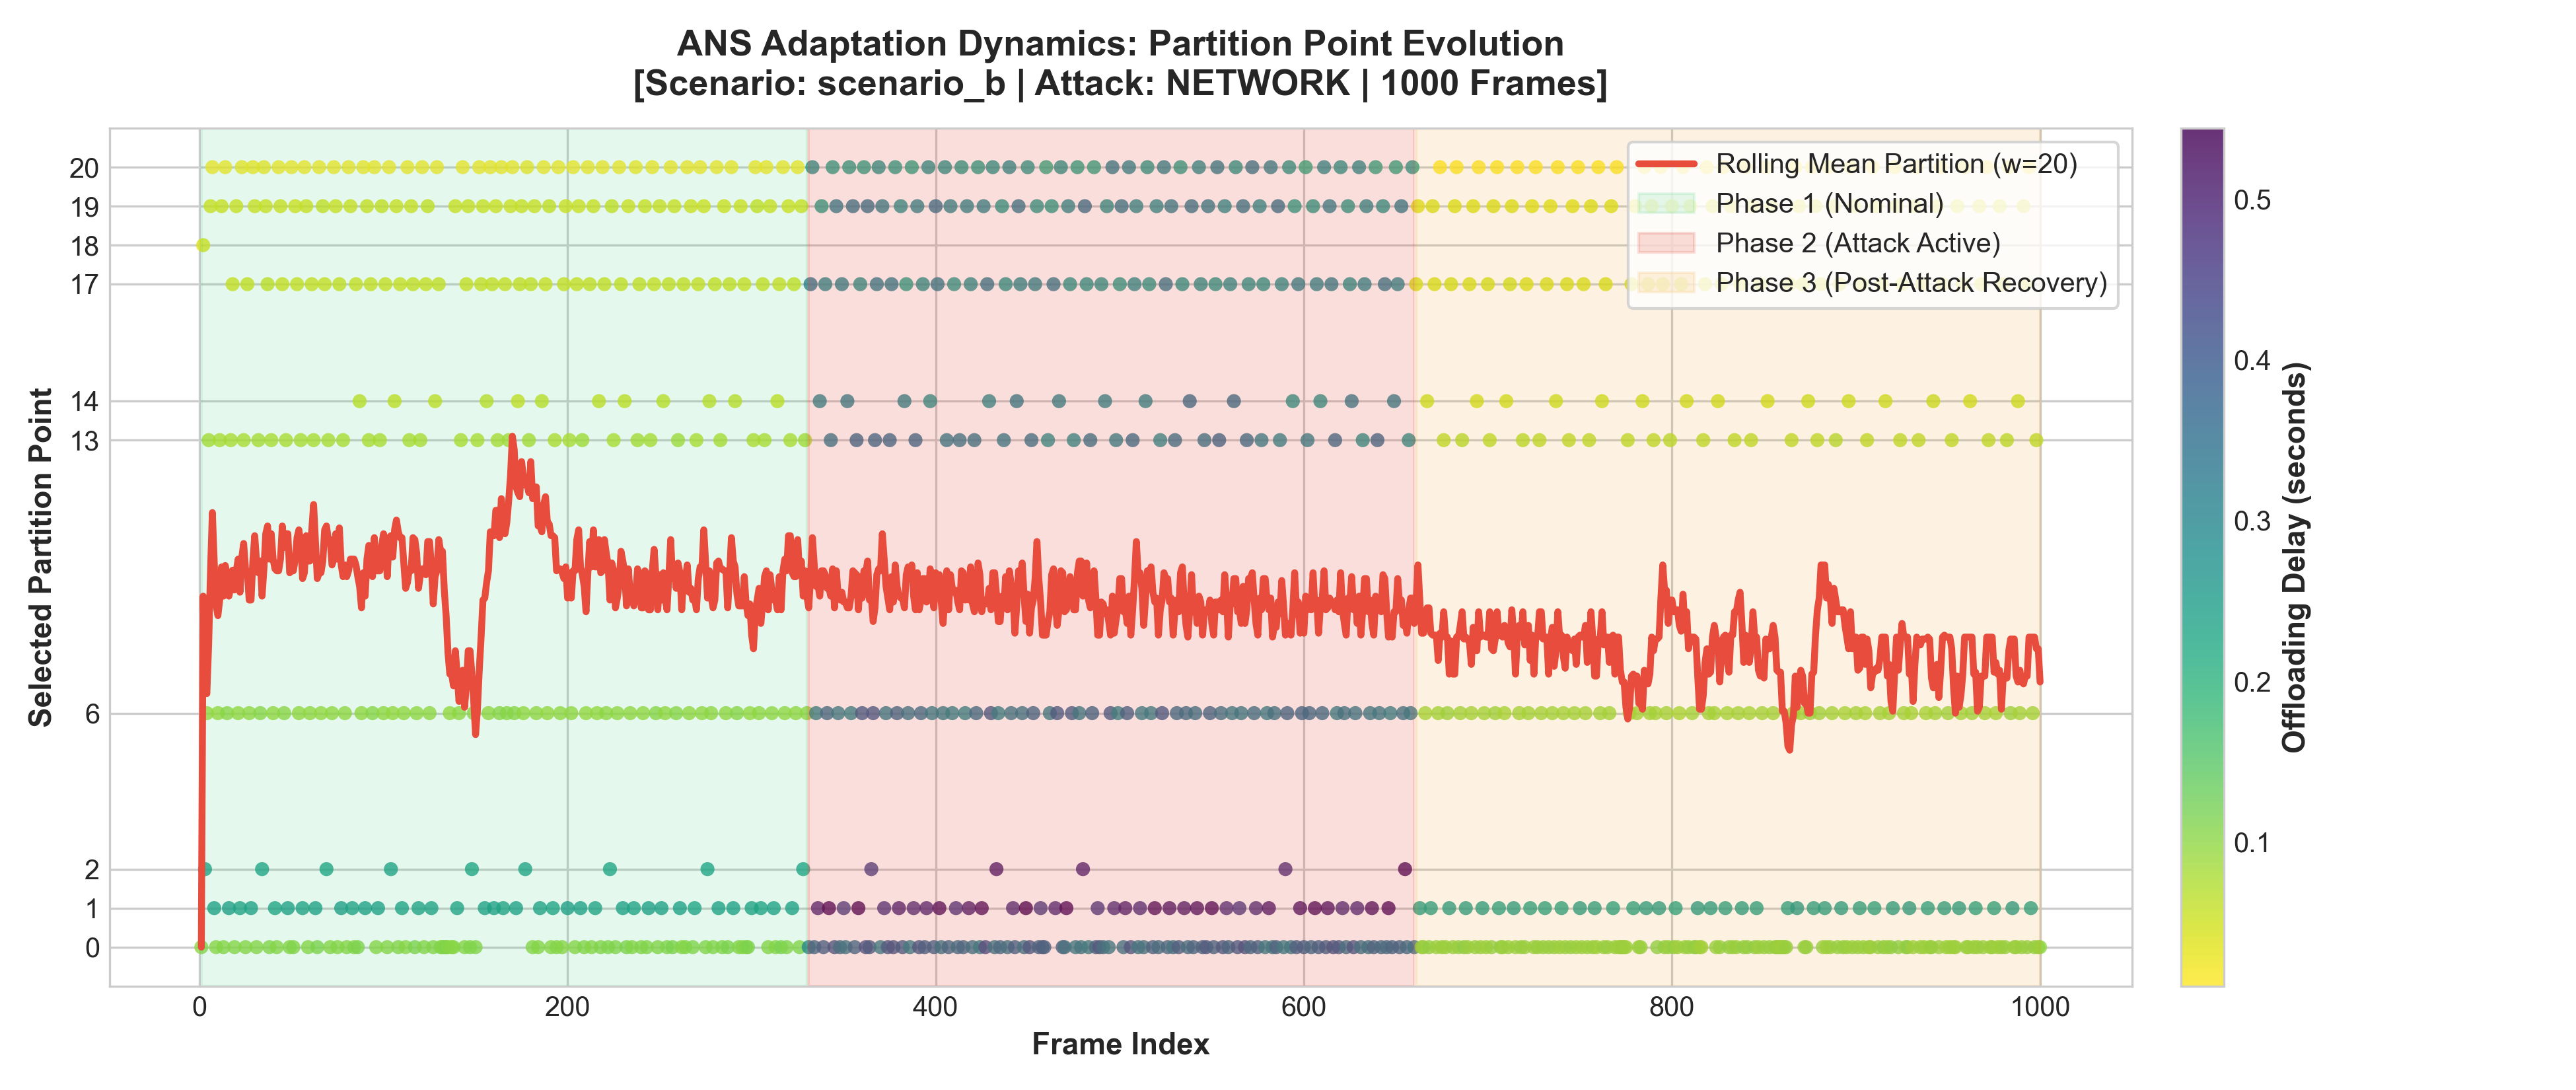 ANS Adaptation Dynamics: Partition Point Evolution
[Scenario: scenario_b | Attack: NETWORK | 1000 Frames]
Selected Partition Point
20
19
18
17
14
13
6
2
1
0
Rolling Mean Partition (w=20)
Phase 1 (Nominal)
Phase 2 (Attack Active)
Phase 3 (Post-Attack Recovery)
0
200
400
600
800
1000
Frame Index
0.5
0.4
0.3
0.2
0.1
Offloading Delay (seconds)